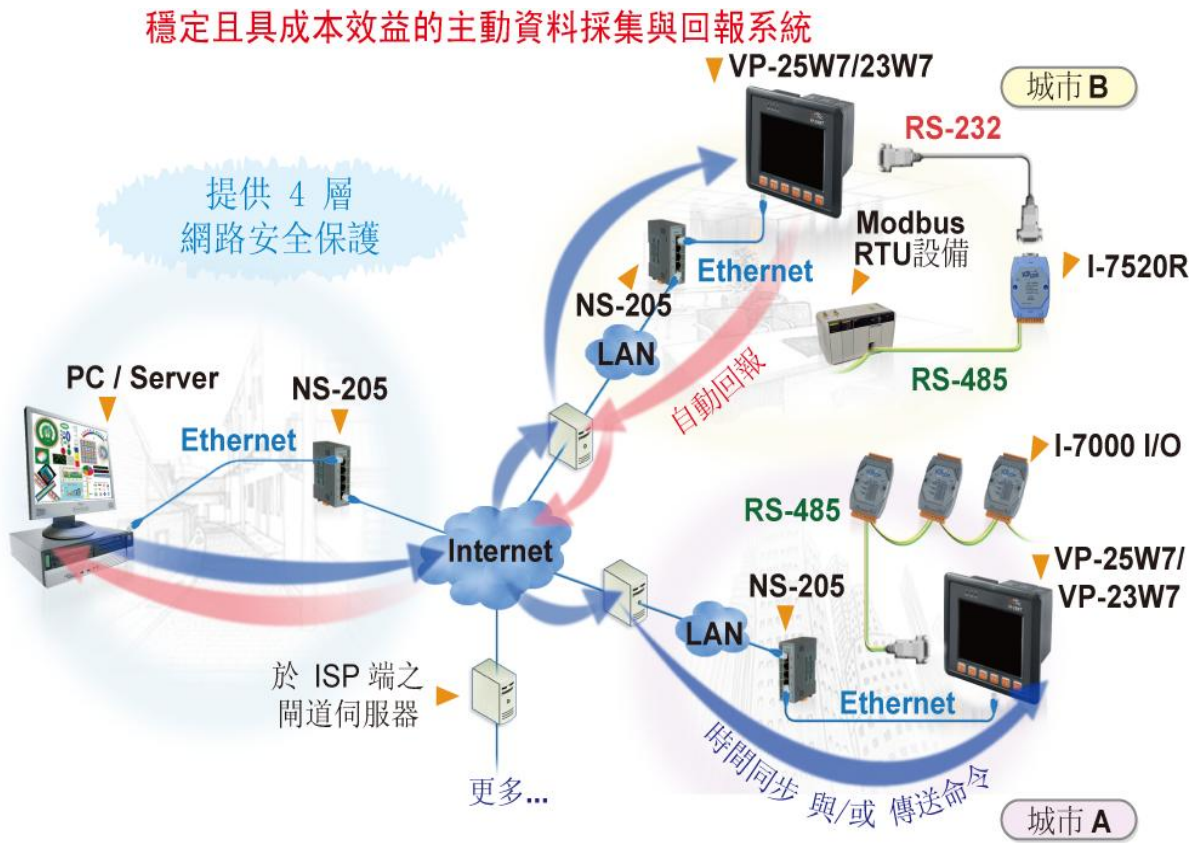 穩定且具成本效益的主動資料採集與回報系統
VP-25W7/23W7
城市 B
RS-232
提供 4 層
網路安全保護
Modbus
RTU設備
I-7520R
Ethernet
NS-205
LAN
RS-485
自動回報
PC / Server
NS-205
Ethernet
I-7000 I/O
RS-485
Internet
VP-25W7/
VP-23W7
NS-205
LAN
於 ISP 端之
閘道伺服器
Ethernet
時間同步 與/或 傳送命令
更多...
城市 A